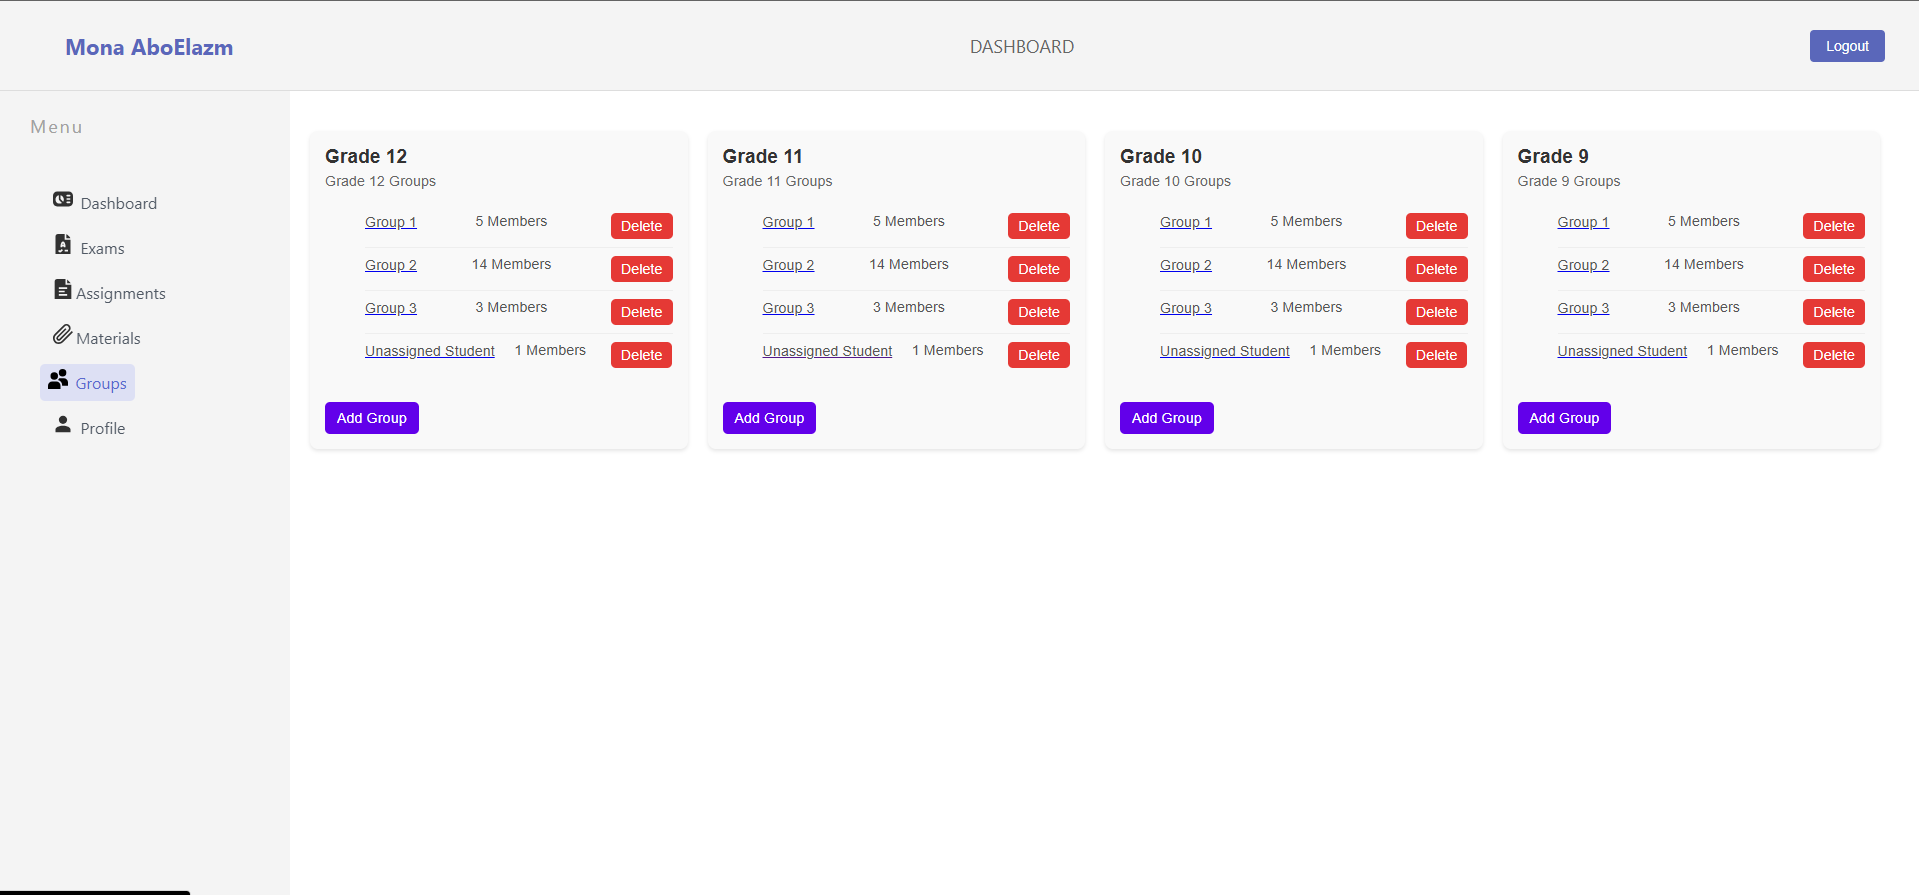 Mona AboElazm
DASHBOARD
Logout
Menu
Dashboard
Exams
Assignments
Materials
Groups
Profile
Grade 12
Grade 12 Groups
Group 1 5 Members Delete
Group 2 14 Members Delete
Group 3 3 Members Delete
Unassigned Student 1 Members Delete
Add Group
Grade 11
Grade 11 Groups
Group 1 5 Members Delete
Group 2 14 Members Delete
Group 3 3 Members Delete
Unassigned Student 1 Members Delete
Add Group
Grade 10
Grade 10 Groups
Group 1 5 Members Delete
Group 2 14 Members Delete
Group 3 3 Members Delete
Unassigned Student 1 Members Delete
Add Group
Grade 9
Grade 9 Groups
Group 1 5 Members Delete
Group 2 14 Members Delete
Group 3 3 Members Delete
Unassigned Student 1 Members Delete
Add Group